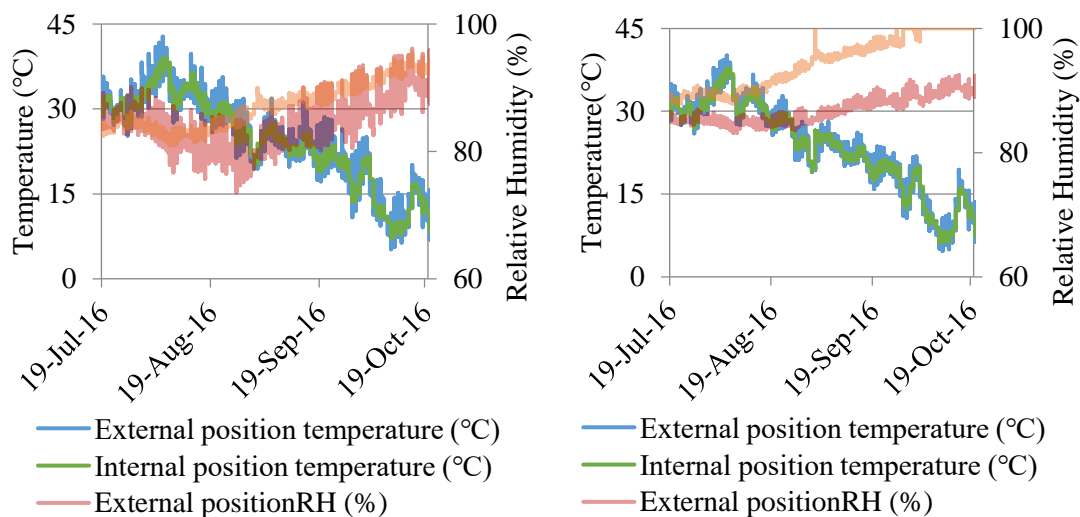 45
30
15
0
Temperature (°C)
100
80
60
Relative Humidity (%)
19-Jul-16
19-Aug-16
19-Sep-16
19-Oct-16
External position temperature (°C)
Internal position temperature (°C)
External positionRH (%)
45
30
15
0
Temperature(°C)
100
80
60
Relative Humidity (%)
19-Jul-16
19-Aug-16
19-Sep-16
19-Oct-16
External position temperature (°C)
Internal position temperature (°C)
External positionRH (%)